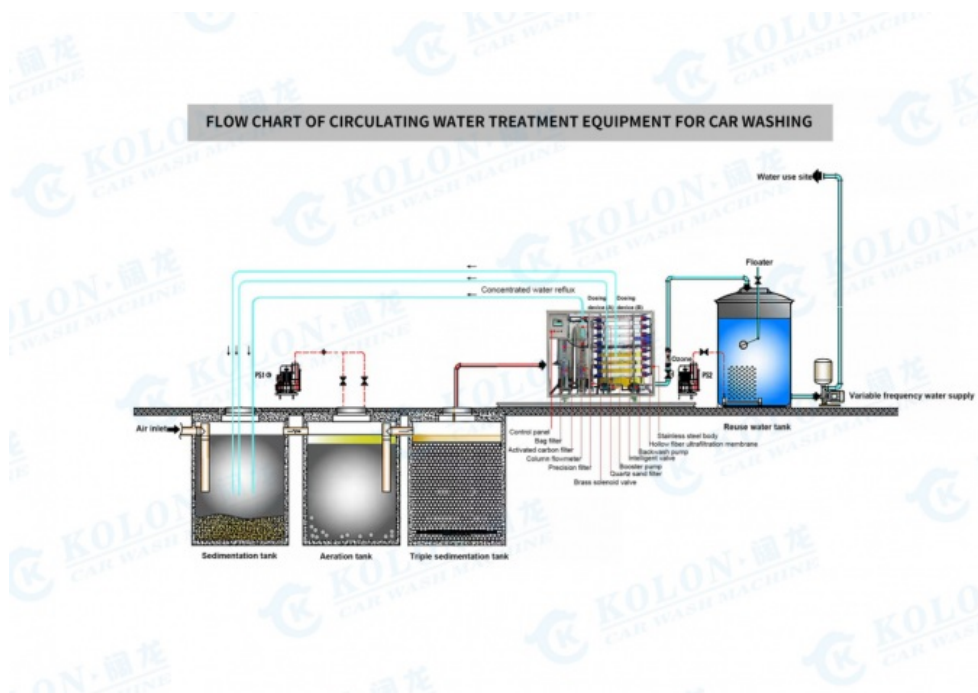 FLOW CHART OF CIRCULATING WATER TREATMENT EQUIPMENT FOR CAR WASHING
Water use site
Floater
Concentrated water reflux
Dosing
device (A)
Dosing
device (B)
Ozone
PS1
PS2
Variable frequency water supply
Reuse water tank
Air inlet
Control panel
Bag filter
Activated carbon filter
Column flowmeter
Precision filter
Brass solenoid valve
Stainless steel body
Hollow fiber ultrafiltration membrane
Backwash pump
Intelligent valve
Booster pump
Quartz sand filter
Sedimentation tank
Aeration tank
Triple sedimentation tank
KOLON·阔龙
CAR WASH MACHINE